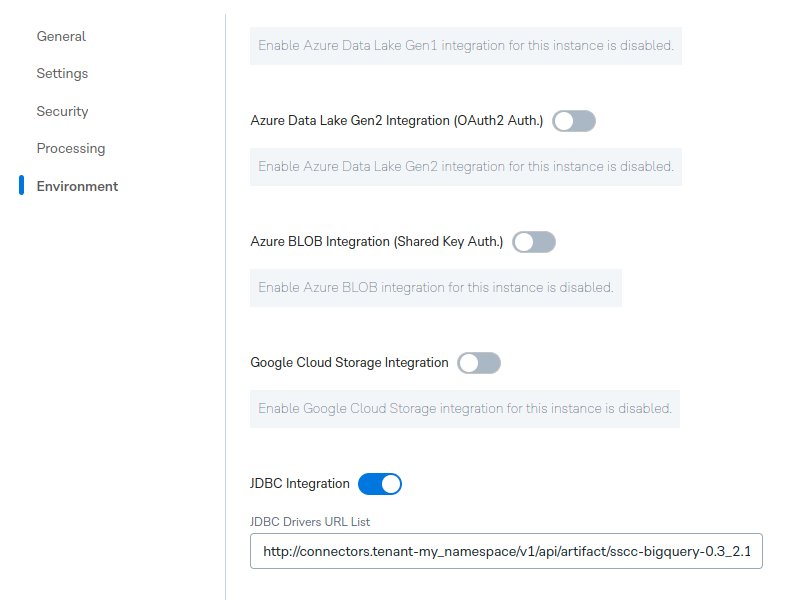 General
Settings
Security
Processing
Environment
Enable Azure Data Lake Gen1 integration for this instance is disabled.
Azure Data Lake Gen2 Integration (OAuth2 Auth.)
Enable Azure Data Lake Gen2 integration for this instance is disabled.
Azure BLOB Integration (Shared Key Auth.)
Enable Azure BLOB integration for this instance is disabled.
Google Cloud Storage Integration
Enable Google Cloud Storage integration for this instance is disabled.
JDBC Integration
JDBC Drivers URL List
http://connectors.tenant-my_namespace/v1/api/artifact/sscc-bigquery-0.3_2.1